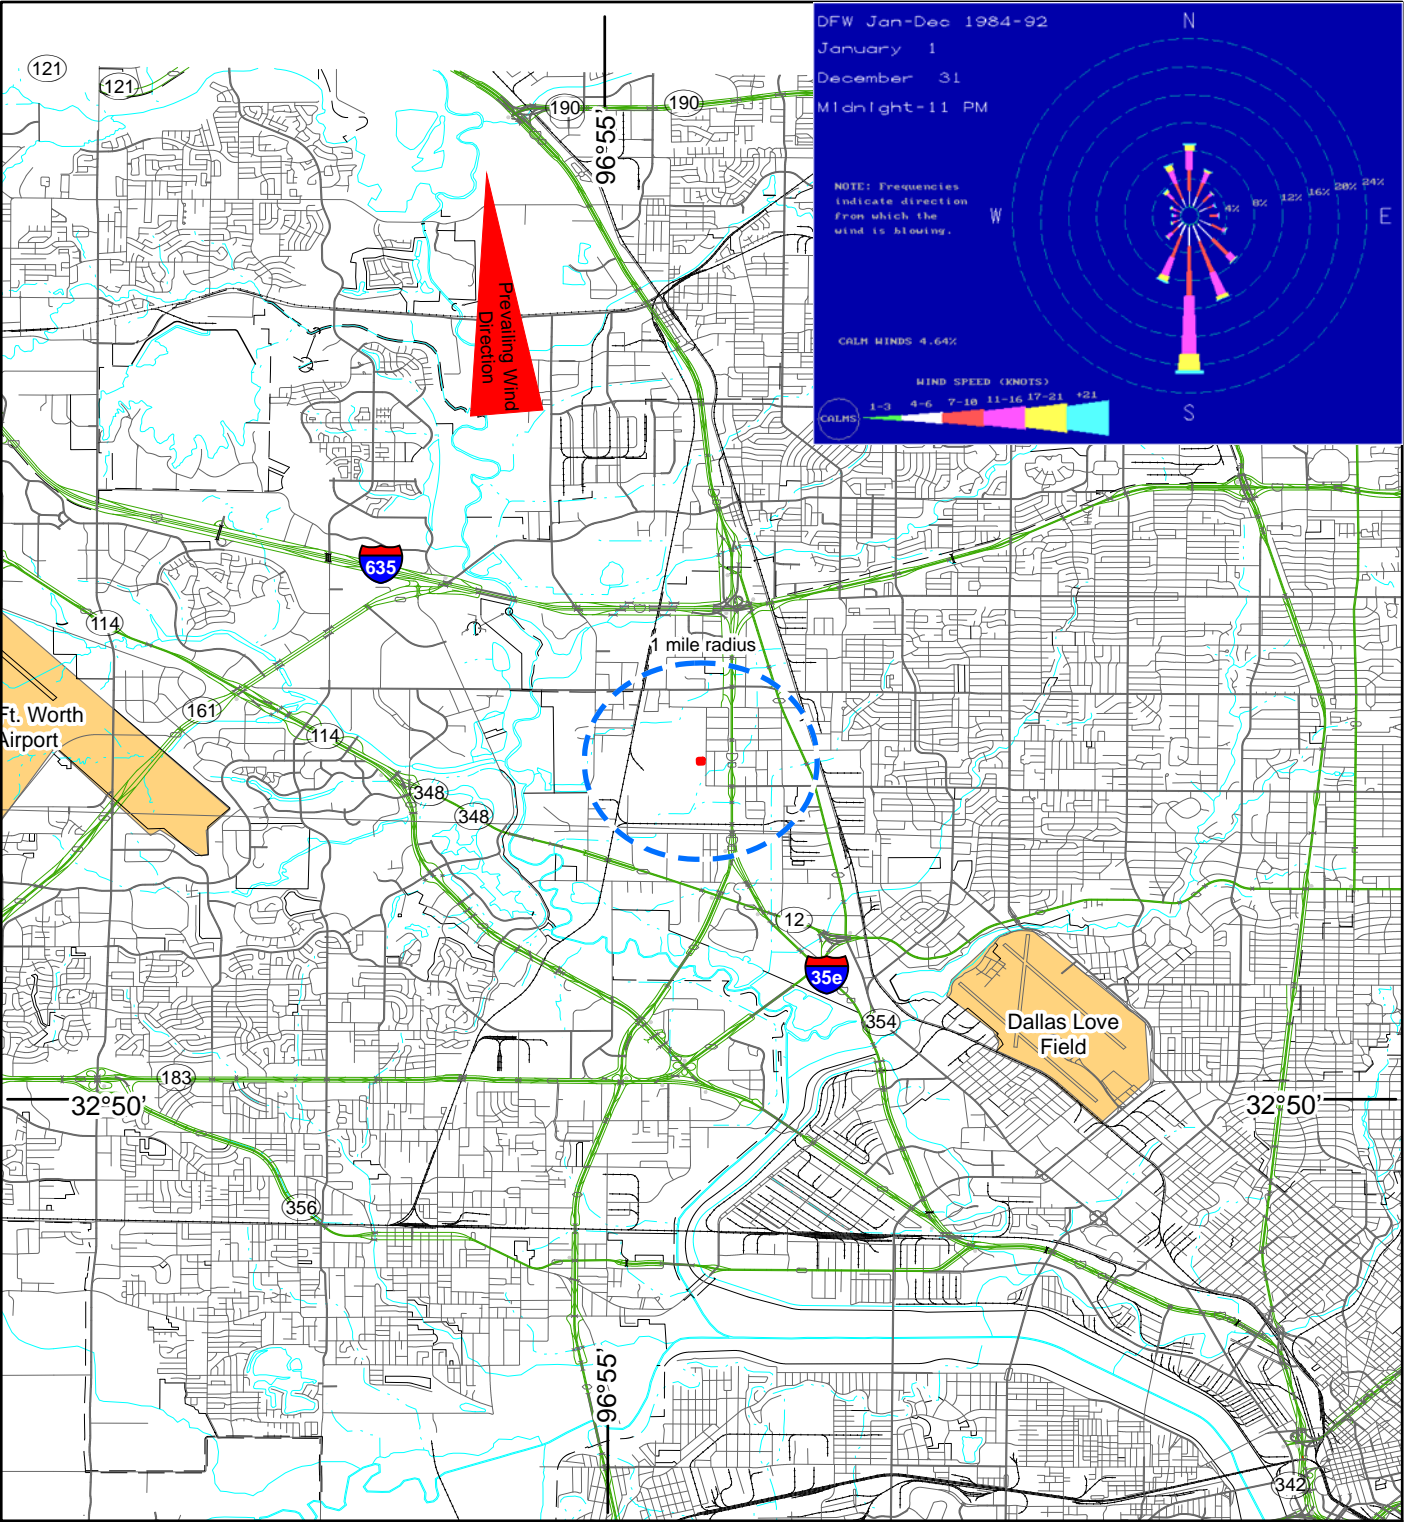 DFW Jan-Dec 1984-92
January 1
December 31
Midnight-11 PM
NOTE: Frequencies
indicate direction
from which the
wind is blowing.
N
W
E
S
4%
8%
12%
16%
20%
24%
CALM WINDS 4.64%
WIND SPEED (KNOTS)
CALMS
1-3
4-6
7-10
11-16
17-21
+21
121
121
190
190
96°55'
Prevailing Wind
Direction
635
114
1 mile radius
161
114
Ft. Worth
Airport
348
348
12
35e
354
Dallas Love
Field
183
32°50'
32°50'
356
96°55'
342